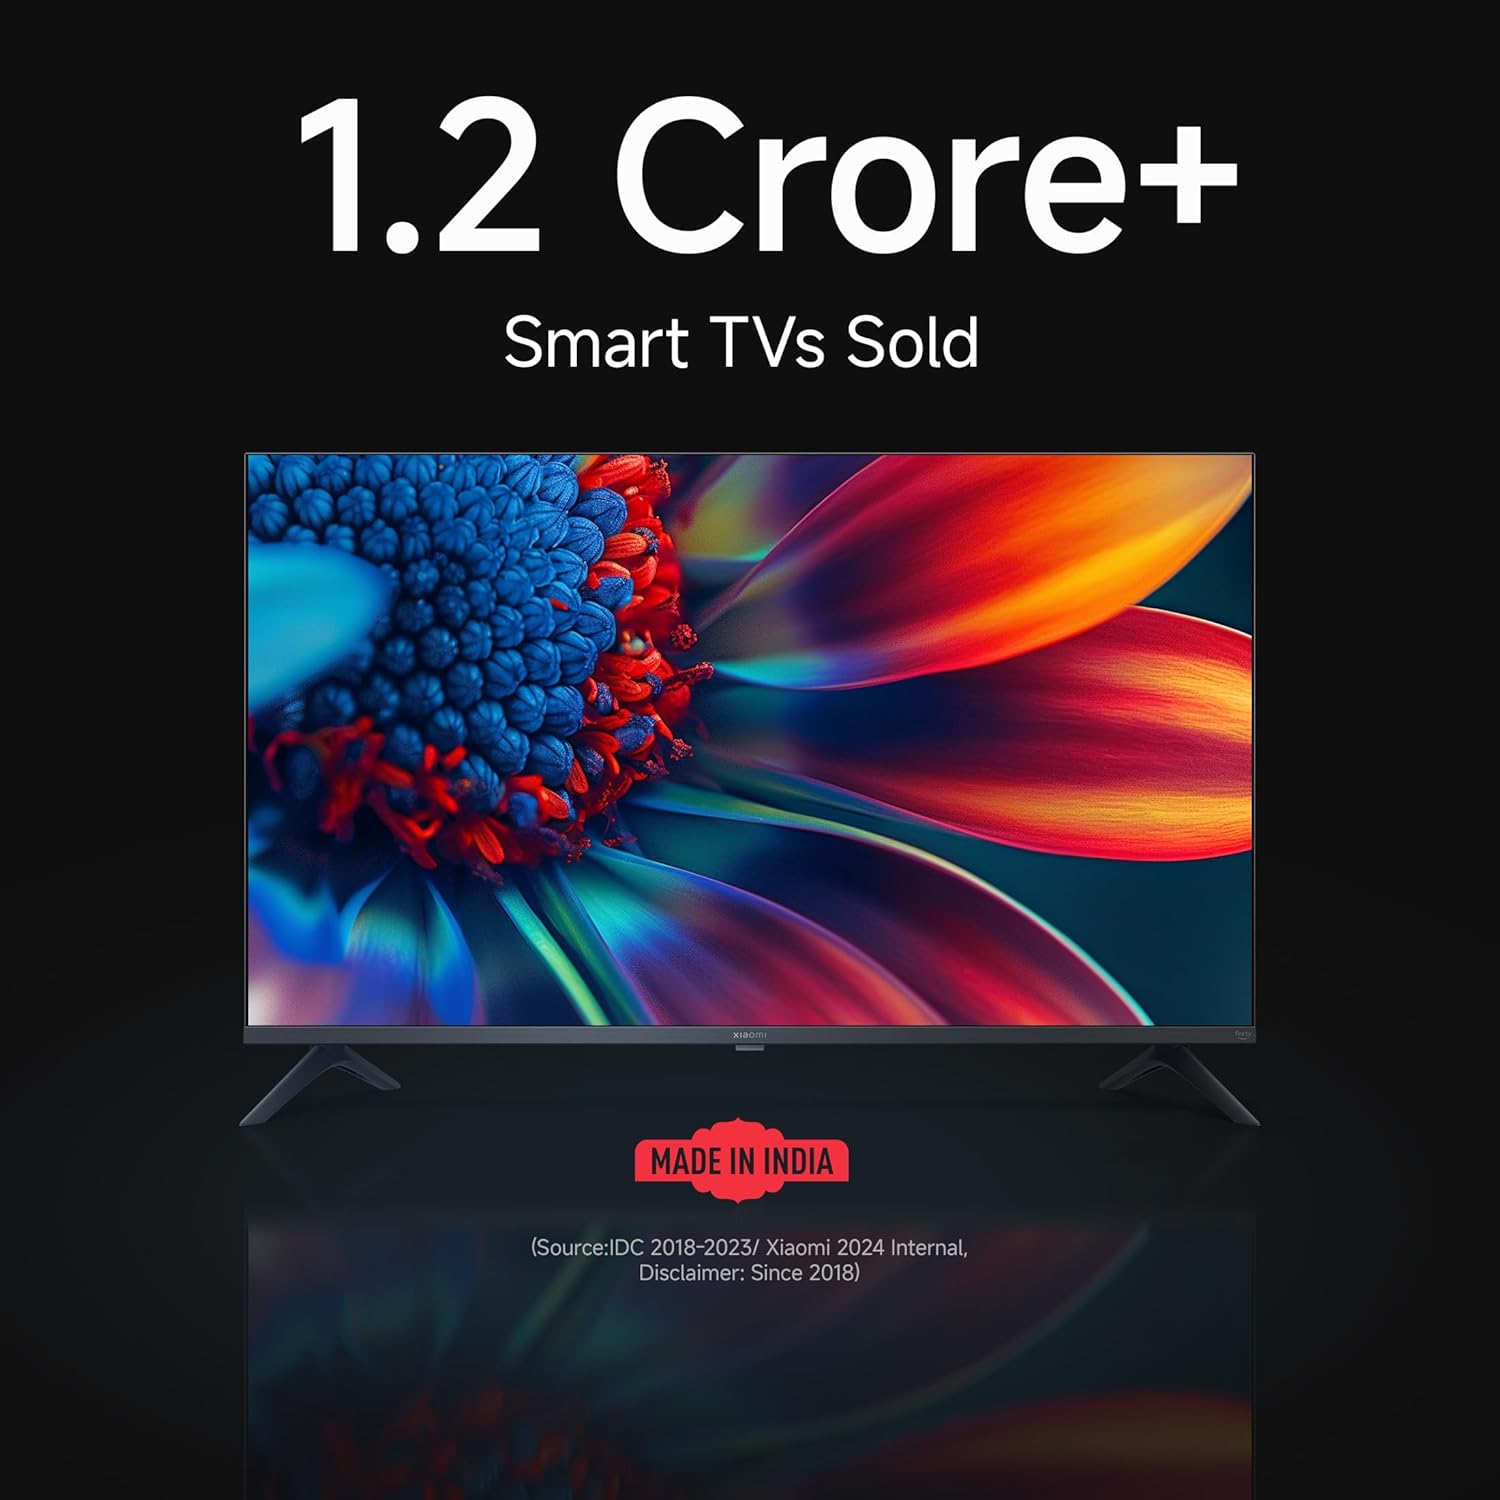 1.2 Crore+
Smart TVs Sold
xiaomi
firetv
MADE IN INDIA
(Source:IDC 2018-2023/ Xiaomi 2024 Internal,
Disclaimer: Since 2018)